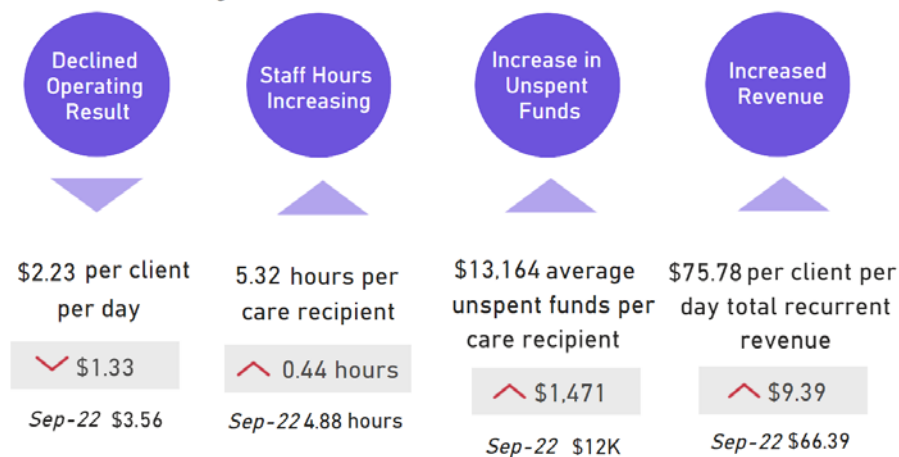 Declined
Operating
Result
$2.23 per client
per day
$1.33
Sep-22 $3.56
Staff Hours
Increasing
5.32 hours per
care recipient
0.44 hours
Sep-22 4.88 hours
Increase in
Unspent
Funds
$13,164 average
unspent funds per
care recipient
$1,471
Sep-22 $12K
Increased
Revenue
$75.78 per client per
day total recurrent
revenue
$9.39
Sep-22 $66.39